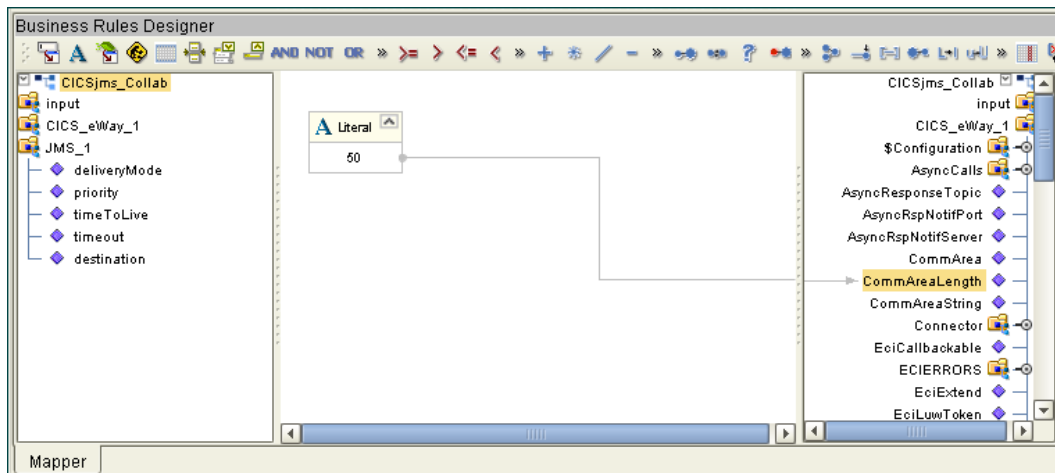 Business Rules Designer
A AND NOT OR » >= > <= < » + * / - » ? » »
CICSjms_Collab
input
CICS_eWay_1
JMS_1
deliveryMode
priority
timeToLive
timeout
destination
A Literal
50
CICSjms_Collab
input
CICS_eWay_1
$Configuration
AsyncCalls
AsyncResponseTopic
AsyncRspNotifPort
AsyncRspNotifServer
CommArea
CommAreaLength
CommAreaString
Connector
EciCallbackable
ECIERRORS
EciExtend
EciLuwToken
Mapper